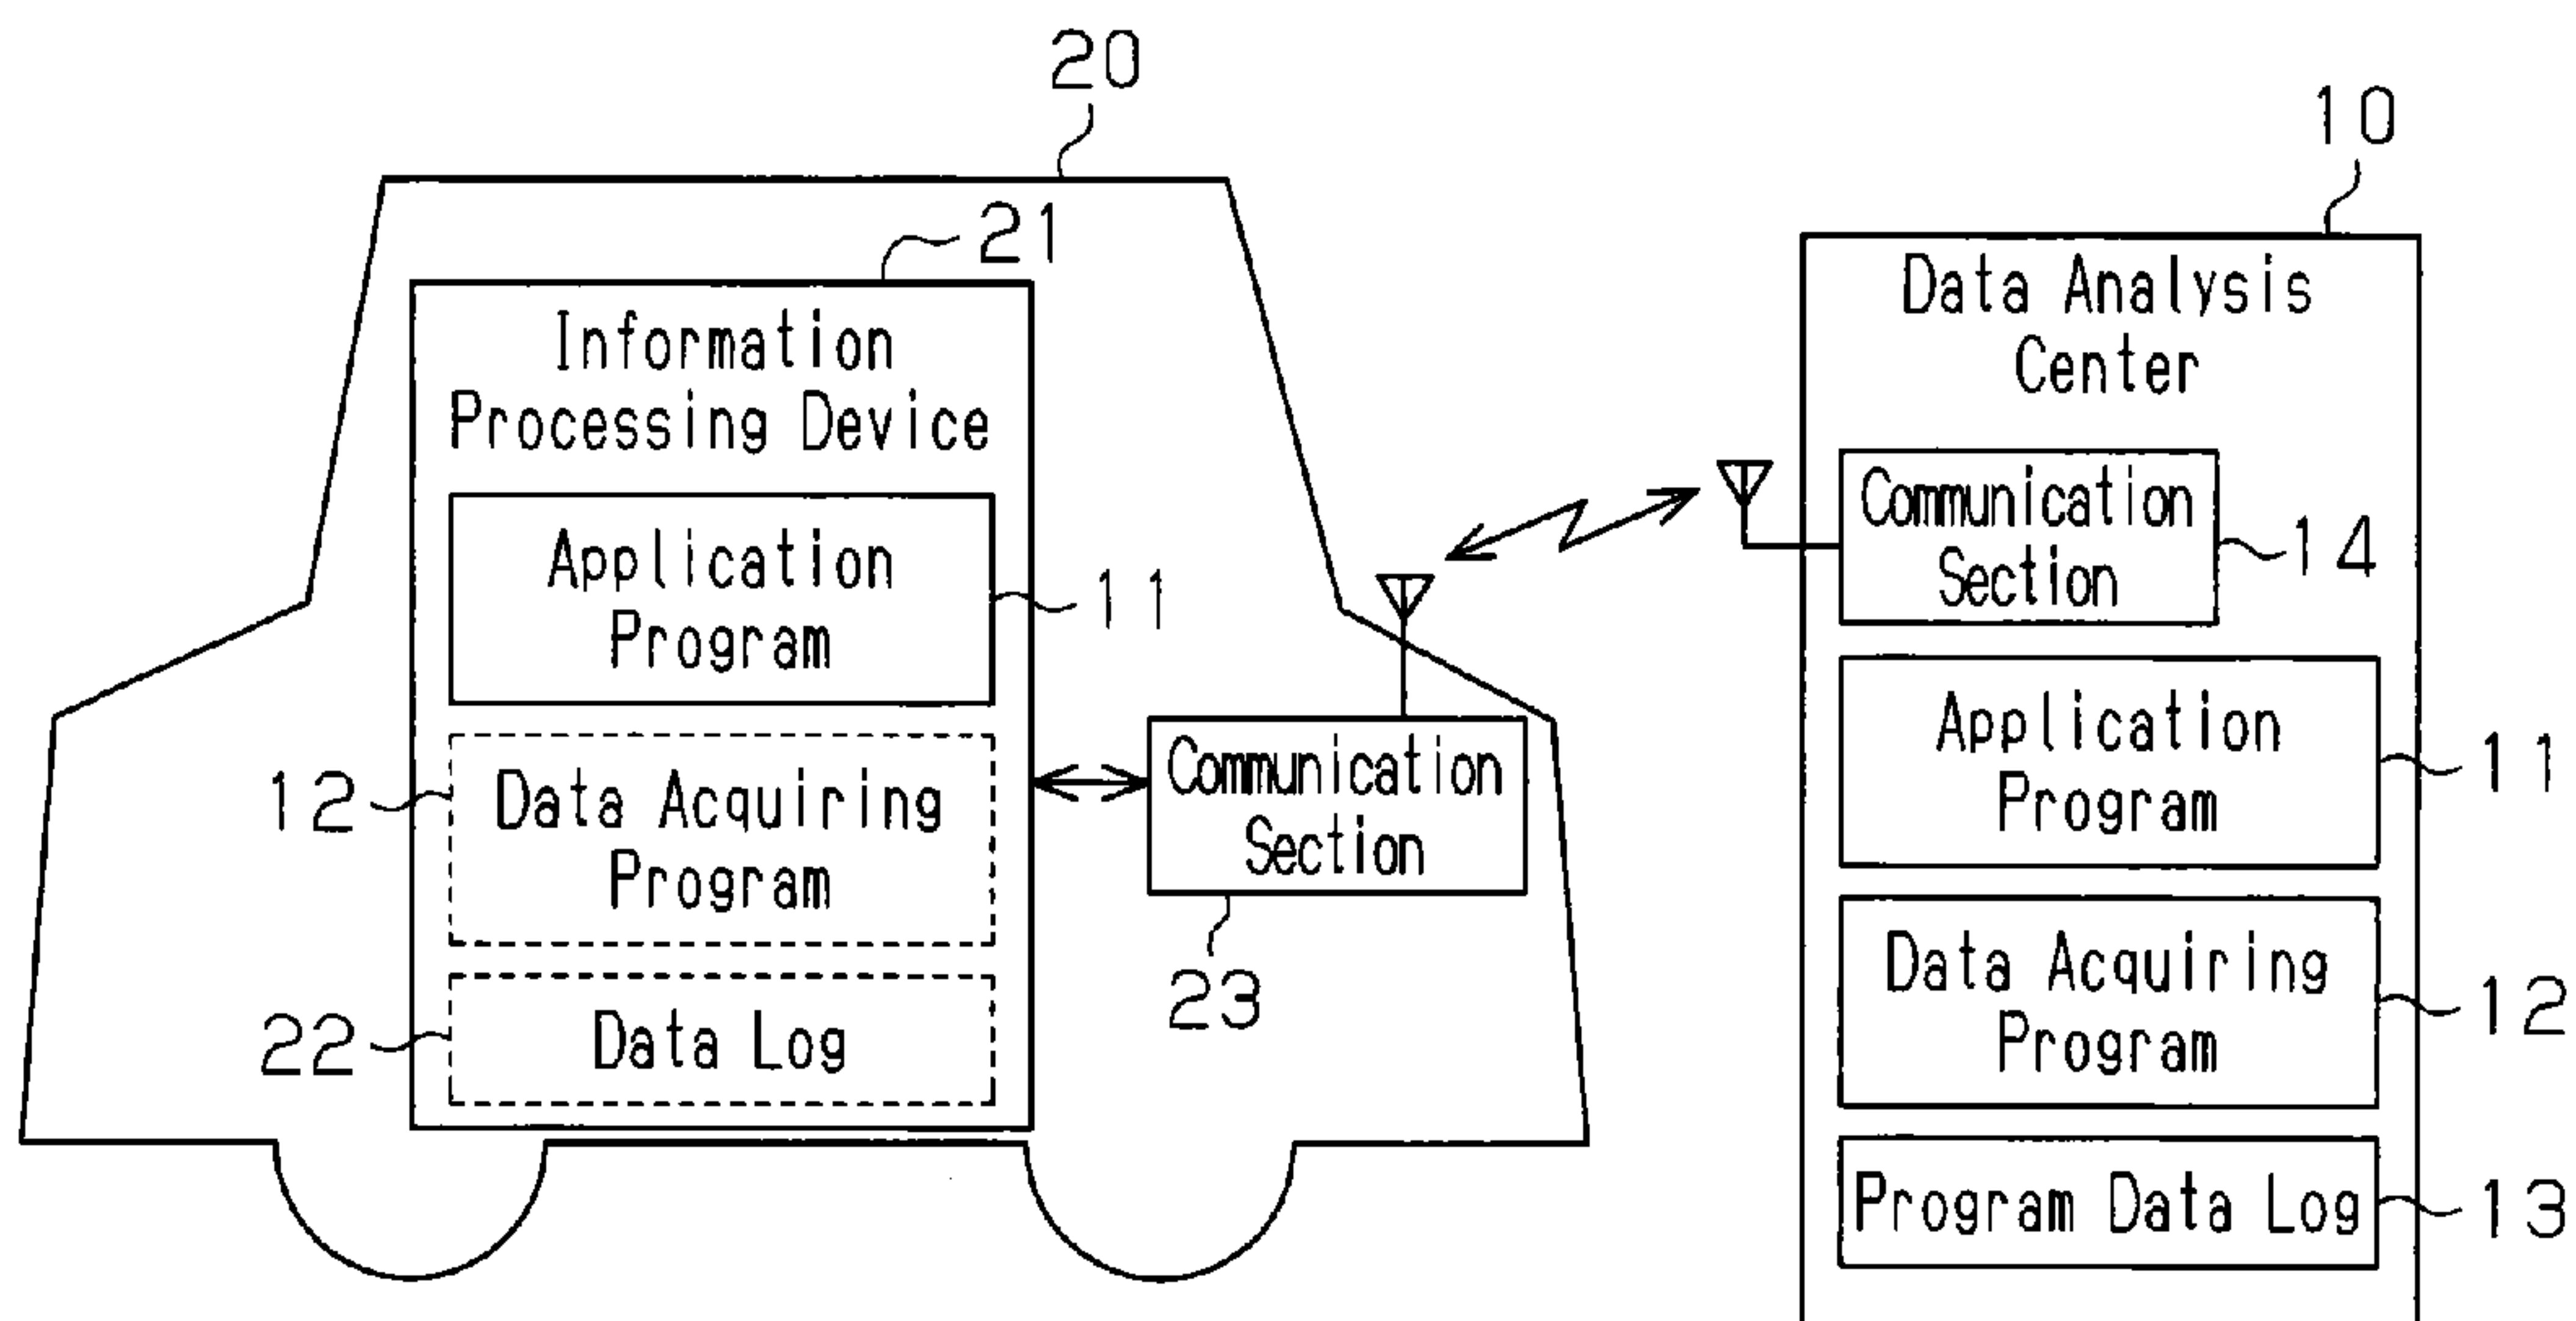 20
10
21
Information
Processing Device
Application
Program
11
12
Data Acquiring
Program
22
Data Log
Communication
Section
23
Data Analysis
Center
Communication
Section
14
Application
Program
11
Data Acquiring
Program
12
Program Data Log
13